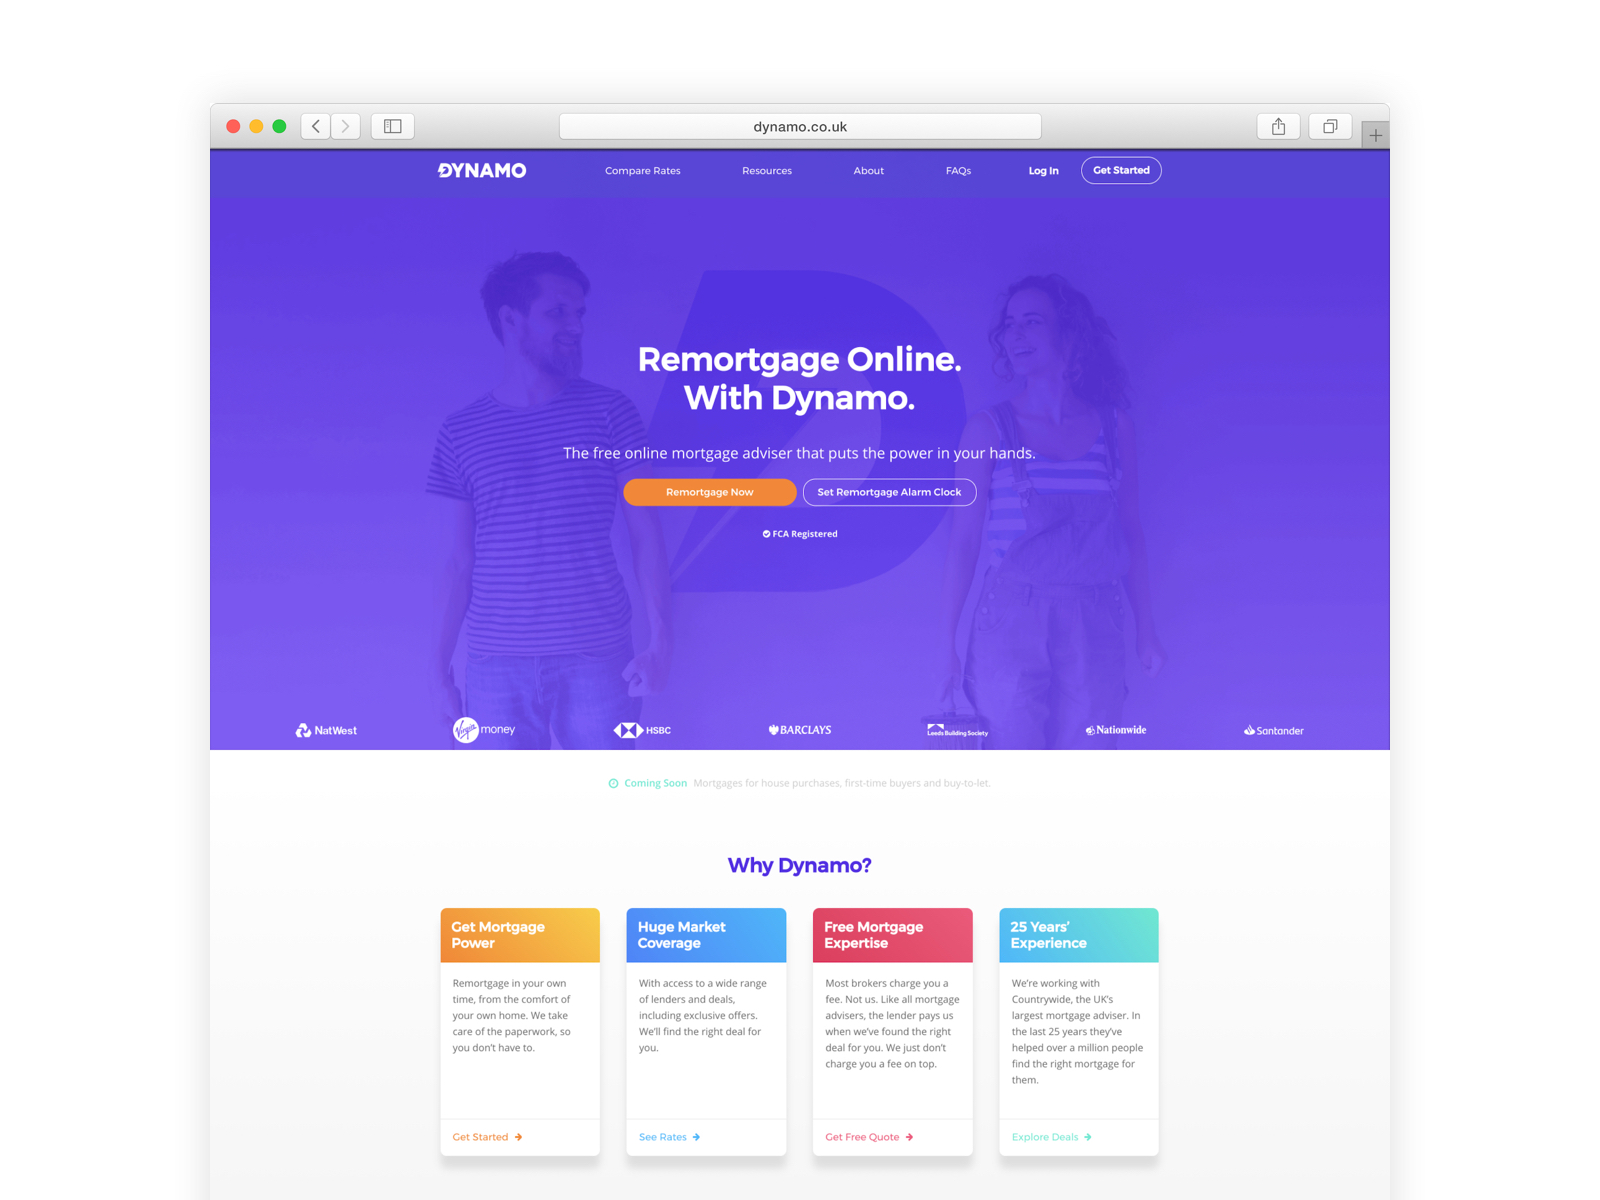 dynamo.co.uk
DYNAMO
Compare Rates
Resources
About
FAQs
Log In
Get Started
Remortgage Online.
With Dynamo.
The free online mortgage adviser that puts the power in your hands.
Remortgage Now
Set Remortgage Alarm Clock
FCA Registered
NatWest
Virgin money
HSBC
BARCLAYS
Leeds Building Society
Nationwide
Santander
Coming Soon Mortgages for house purchases, first-time buyers and buy-to-let.
Why Dynamo?
Get Mortgage
Power
Remortgage in your own
time, from the comfort of
your own home. We take
care of the paperwork, so
you don't have to.
Get Started
Huge Market
Coverage
With access to a wide range
of lenders and deals,
including exclusive offers.
We'll find the right deal for
you.
See Rates
Free Mortgage
Expertise
Most brokers charge you a
fee. Not us. Like all mortgage
advisers, the lender pays us
when we've found the right
deal for you. We just don't
charge you a fee on top.
Get Free Quote
25 Years'
Experience
We're working with
Countrywide, the UK's
largest mortgage adviser. In
the last 25 years they've
helped over a million people
find the right mortgage for
them.
Explore Deals